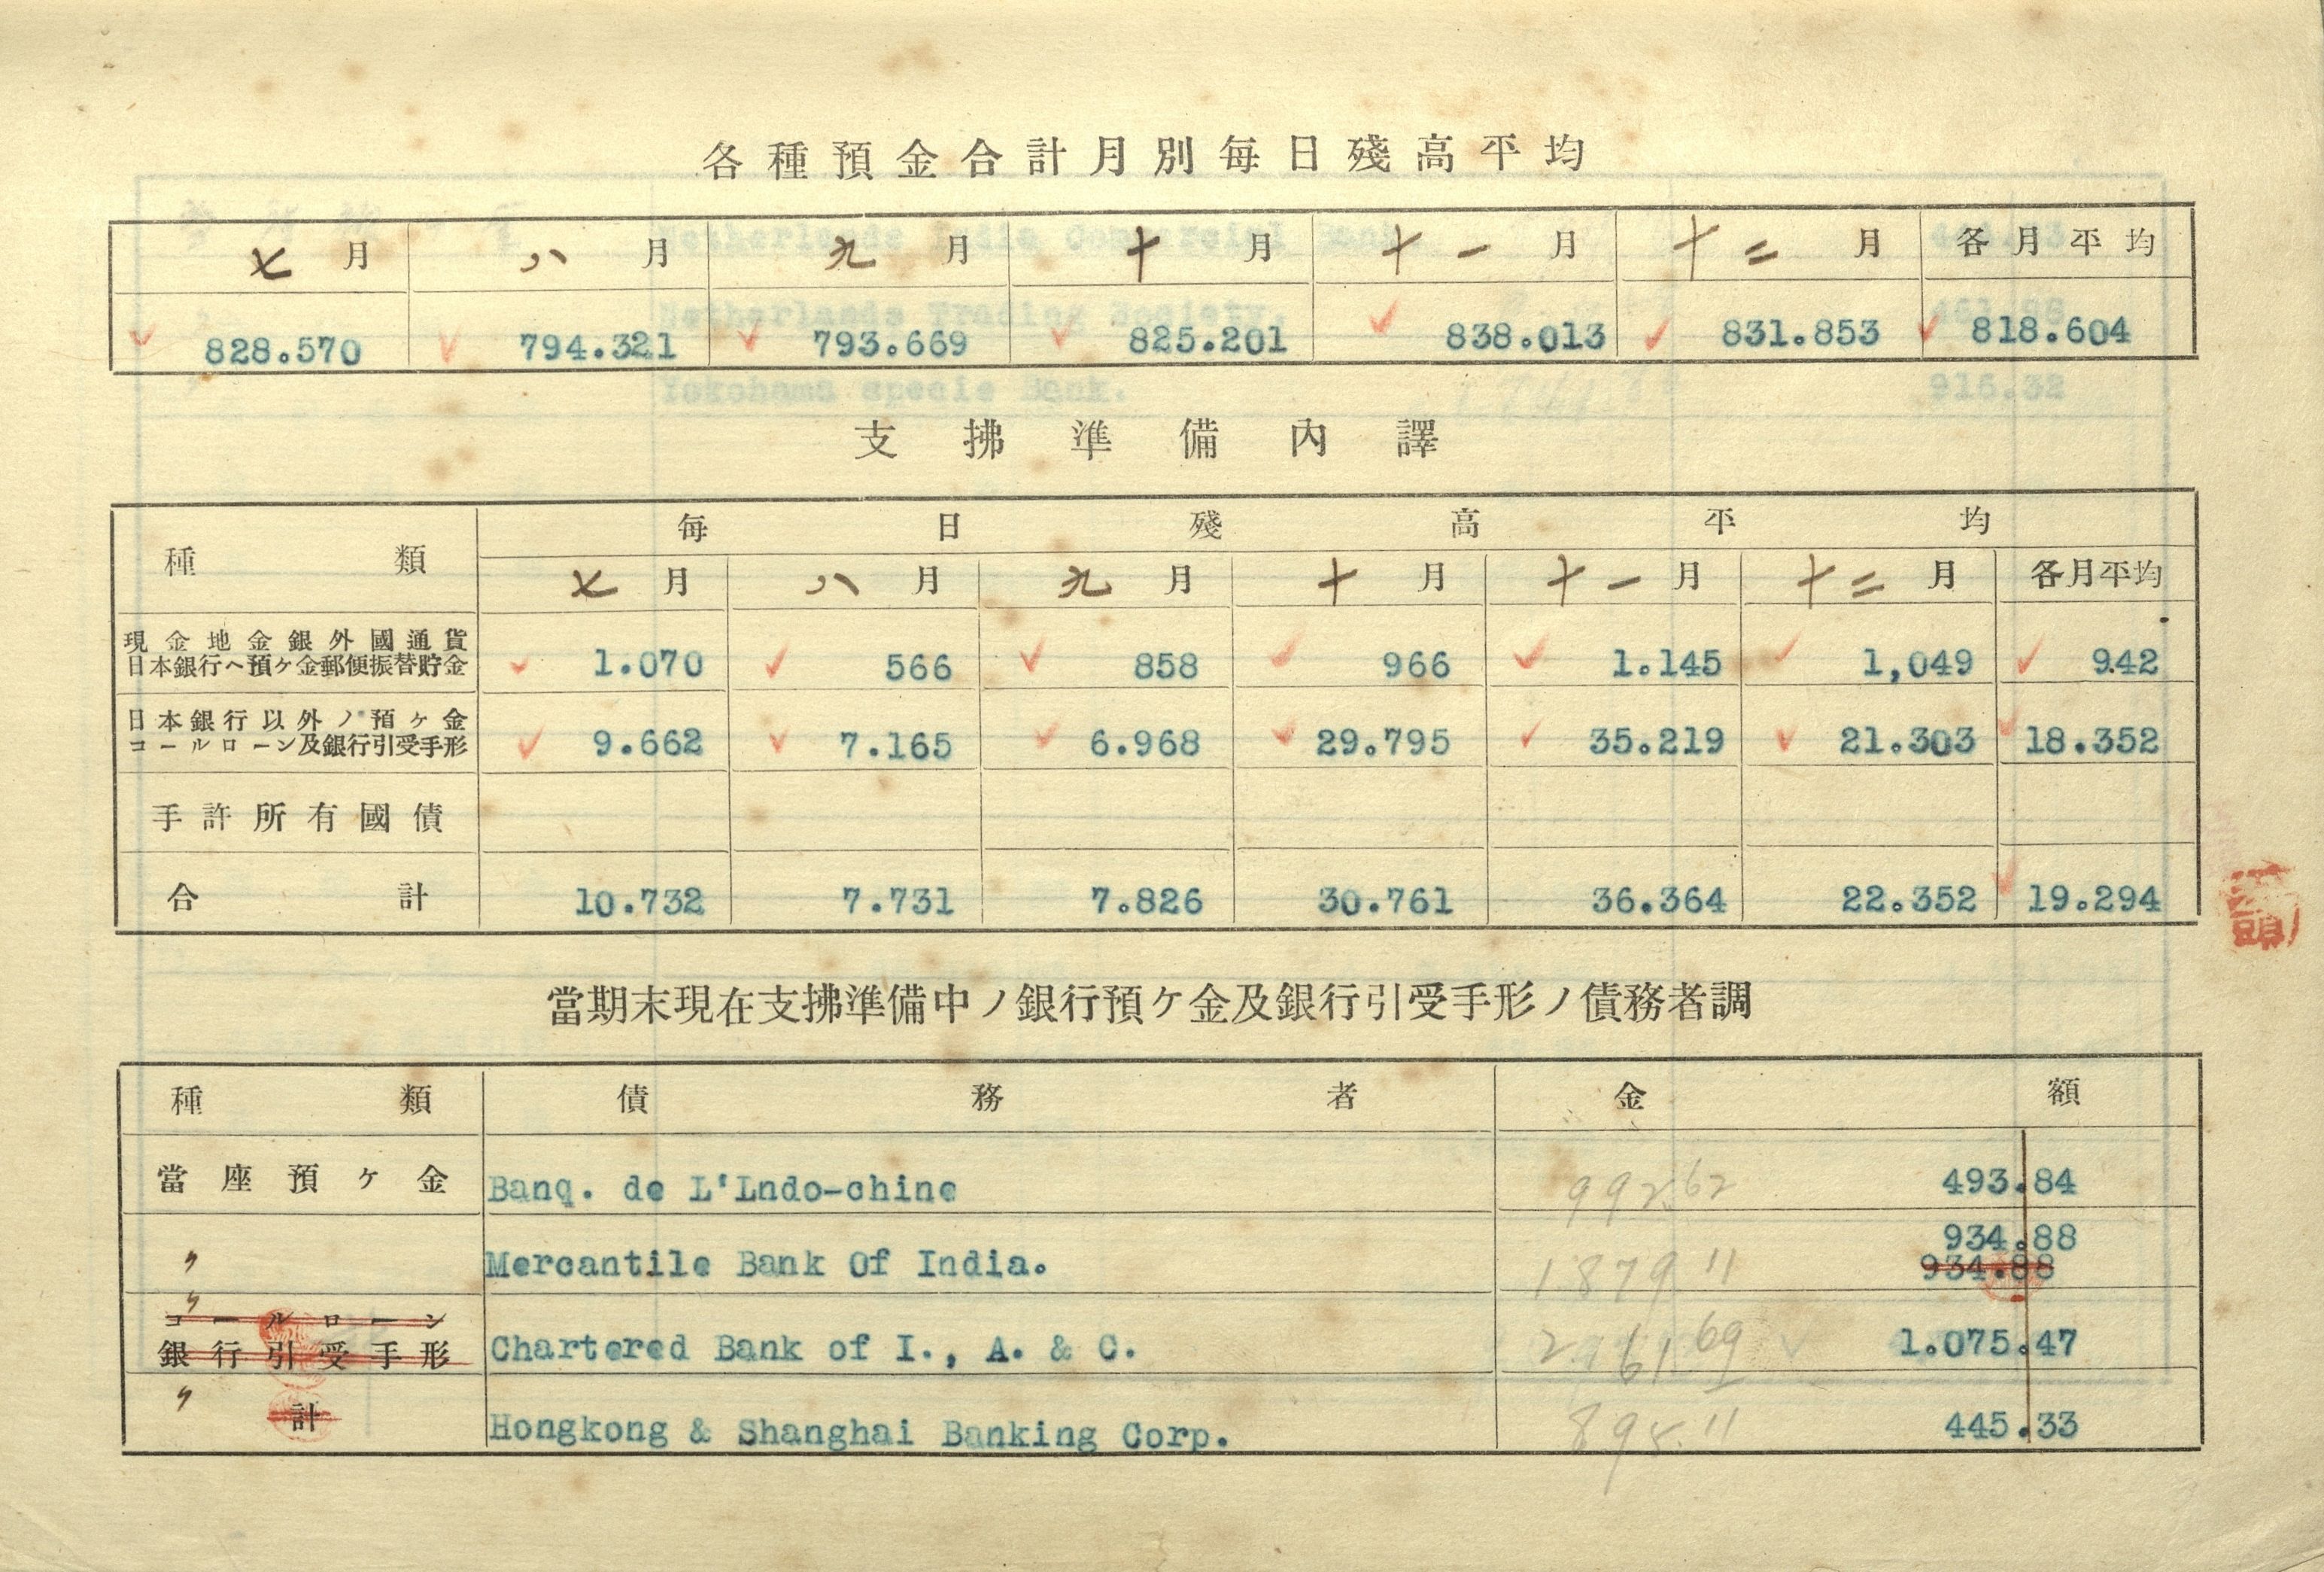 各種預金合計月別每日殘高平均
七月 八月 九月 十月 十一月 十二月 各月平均
828.570 794.321 793.669 825.201 838.013 831.853 818.604
支拂準備內譯
種類 每日殘高平均
七月 八月 九月 十月 十一月 十二月 各月平均
現金地金銀外國通貨
日本銀行ヘ預ケ金郵便振替貯金 1.070 566 858 966 1.145 1,049 942
日本銀行以外ノ預ケ金
コールローン及銀行引受手形 9.662 7.165 6.968 29.795 35.219 21.303 18.352
手許所有國債
合計 10.732 7.731 7.826 30.761 36.364 22.352 19.294
當期末現在支拂準備中ノ銀行預ケ金及銀行引受手形ノ債務者調
種類 債務者 金額
當座預ケ金 Banq. de L'Lndo-chine 992.62 493.84
934.88
〃 Mercantile Bank Of India. 1879 11 934.88
〃
コールローン
銀行引受手形 Chartered Bank of I., A. & C. 2161 69 1.075.47
〃
計 Hongkong & Shanghai Banking Corp. 895.11 445.33